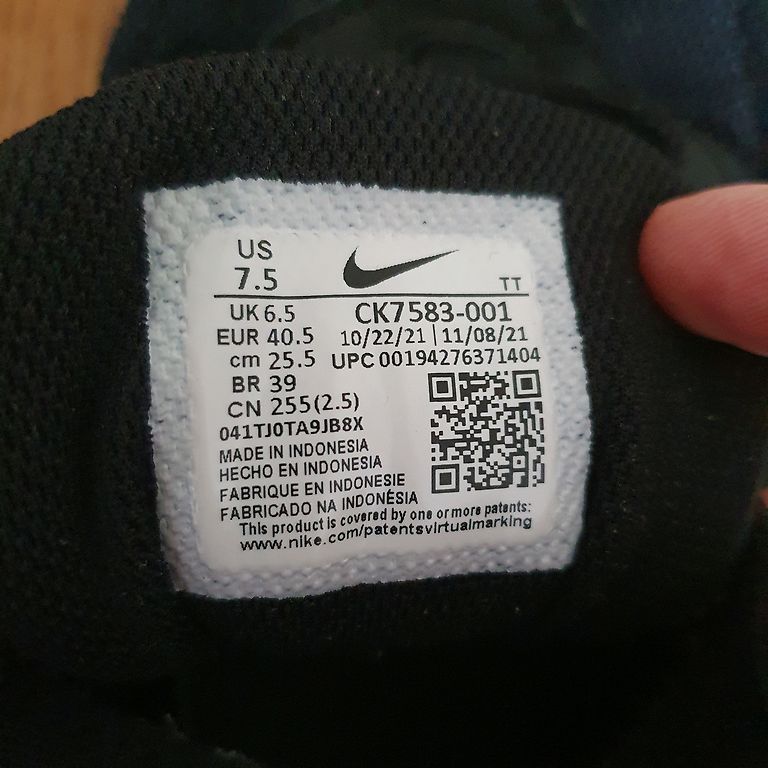 US
7.5
TT
UK 6.5 CK7583-001
EUR 40.5 10/22/21 | 11/08/21
cm 25.5 UPC 00194276371404
BR 39
CN 255(2.5)
041TJ0TA9JB8X
MADE IN INDONESIA
HECHO EN INDONESIA
FABRIQUE EN INDONESIE
FABRICADO NA INDONÉSIA
This product is covered by one or more patents:
www.nike.com/patentsvirtualmarking